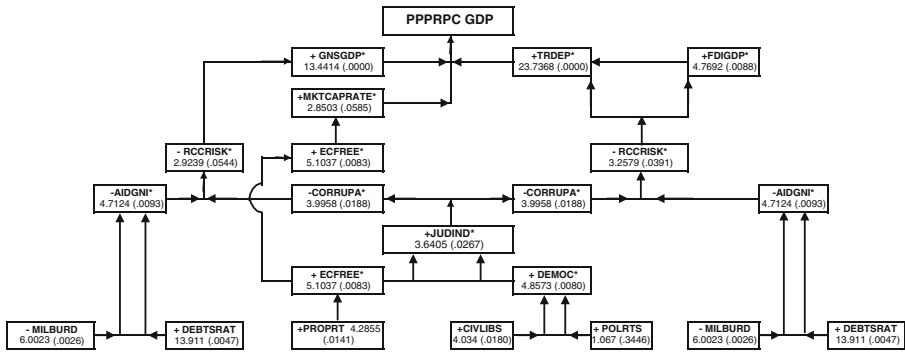 PPPRPC GDP
+ GNSGDP*
13.4414 (.0000)
+TRDEP*
23.7368 (.0000)
+FDIGDP*
4.7692 (.0088)
+MKTCAPRATE*
2.8503 (.0585)
- RCCRISK*
2.9239 (.0544)
+ ECFREE*
5.1037 (.0083)
- RCCRISK*
3.2579 (.0391)
-AIDGNI*
4.7124 (.0093)
-CORRUPA*
3.9958 (.0188)
-CORRUPA*
3.9958 (.0188)
-AIDGNI*
4.7124 (.0093)
+JUDIND*
3.6405 (.0267)
+ ECFREE*
5.1037 (.0083)
+ DEMOC*
4.8573 (.0080)
- MILBURD
6.0023 (.0026)
+ DEBTSRAT
13.911 (.0047)
+PROPRT 4.2855
(.0141)
+CIVLIBS
4.034 (.0180)
+ POLRTS
1.067 (.3446)
- MILBURD
6.0023 (.0026)
+ DEBTSRAT
13.911 (.0047)